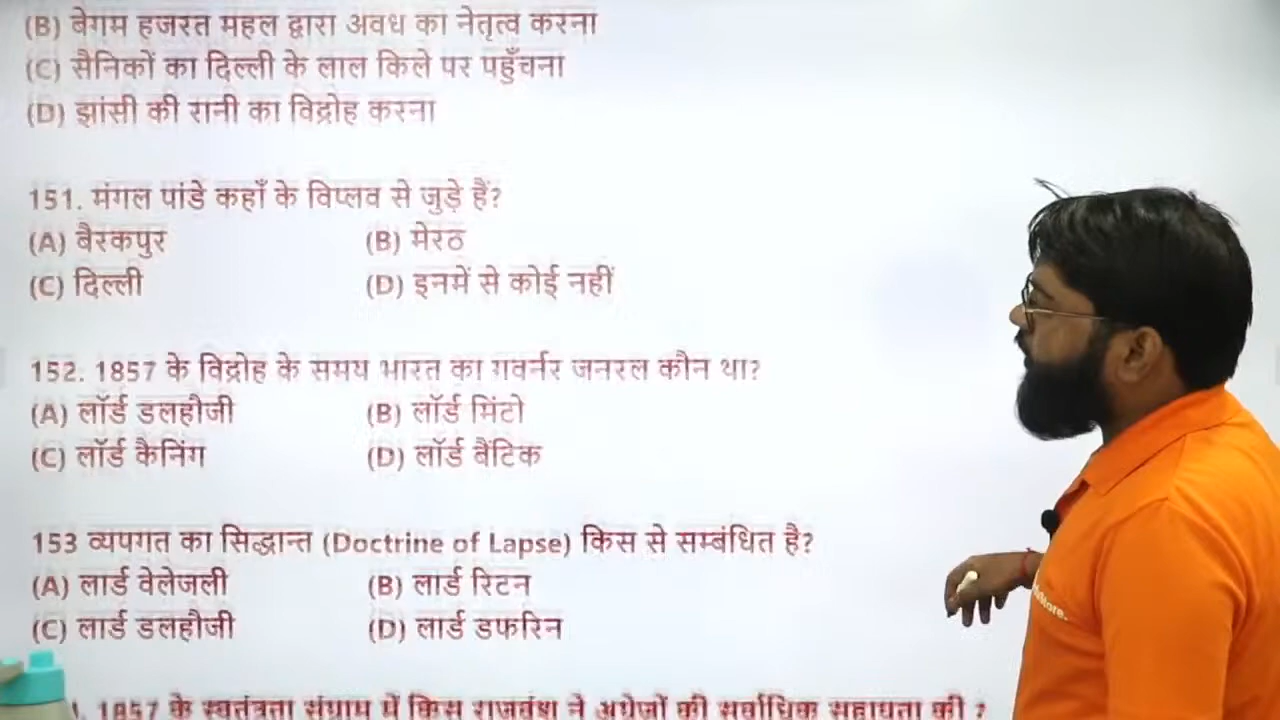 (B) बेगम हजरत महल द्वारा अवध का नेतृत्व करना
(C) सैनिकों का दिल्ली के लाल किले पर पहुँचना
(D) झांसी की रानी का विद्रोह करना
151. मंगल पांडे कहाँ के विप्लव से जुड़े हैं?
(A) बैरकपुर (B) मेरठ
(C) दिल्ली (D) इनमें से कोई नहीं
152. 1857 के विद्रोह के समय भारत का गवर्नर जनरल कौन था?
(A) लॉर्ड डलहौजी (B) लॉर्ड मिंटो
(C) लॉर्ड कैनिंग (D) लॉर्ड बैंटिक
153 व्यपगत का सिद्धान्त (Doctrine of Lapse) किस से सम्बंधित है?
(A) लार्ड वेलेजली (B) लार्ड रिटन
(C) लार्ड डलहौजी (D) लार्ड डफरिन
1857 के स्वतंत्रता संग्राम में किस राजवंश ने अंग्रेजों की सर्वाधिक सहायता की ?